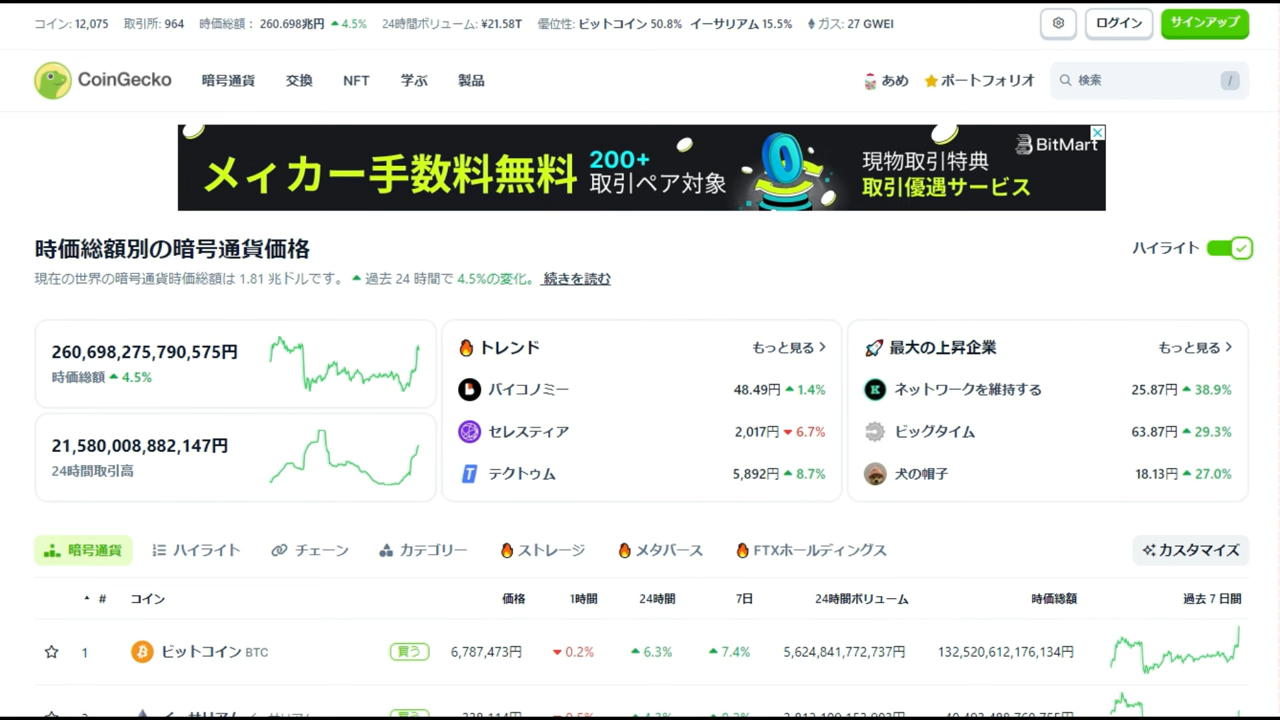 コイン: 12,075 取引所: 964 時価総額： 260.698兆円 4.5% 24時間ボリューム: ¥21.58T 優位性: ビットコイン 50.8% イーサリアム 15.5% ガス: 27 GWEI
ログイン サインアップ
CoinGecko 暗号通貨 交換 NFT 学ぶ 製品 あめ ポートフォリオ 検索 /
メィカー手数料無料 200+ 取引ペア対象 現物取引特典 取引優遇サービス BitMart
時価総額別の暗号通貨価格 ハイライト
現在の世界の暗号通貨時価総額は 1.81 兆ドルです。 過去 24 時間で 4.5%の変化。 続きを読む
260,698,275,790,575円
時価総額 4.5%
21,580,008,882,147円
24時間取引高
トレンド もっと見る
バイコノミー 48.49円 1.4%
セレスティア 2,017円 6.7%
テクトゥム 5,892円 8.7%
最大の上昇企業 もっと見る
ネットワークを維持する 25.87円 38.9%
ビッグタイム 63.87円 29.3%
犬の帽子 18.13円 27.0%
暗号通貨 ハイライト チェーン カテゴリー ストレージ メタバース FTXホールディングス カスタマイズ
# コイン 価格 1時間 24時間 7日 24時間ボリューム 時価総額 過去 7 日間
1 ビットコイン BTC 買う 6,787,473円 0.2% 6.3% 7.4% 5,624,841,772,737円 132,520,612,176,134円